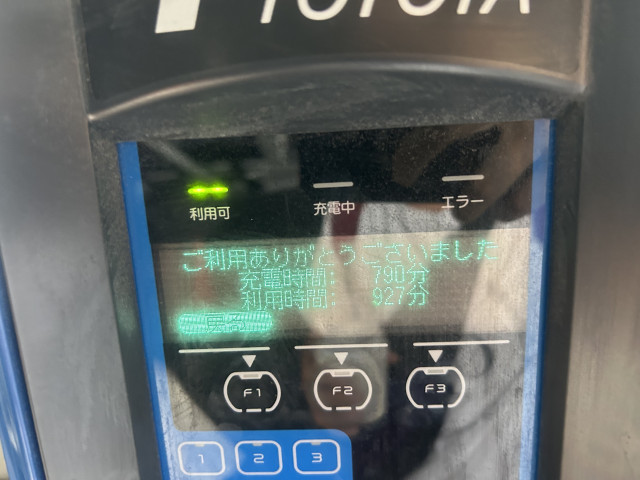 TOYOTA
利用可
充電中
エラー
ご利用ありがとうございました
充電時間: 790分
利用時間: 927分
F1
F2
F3
1
2
3